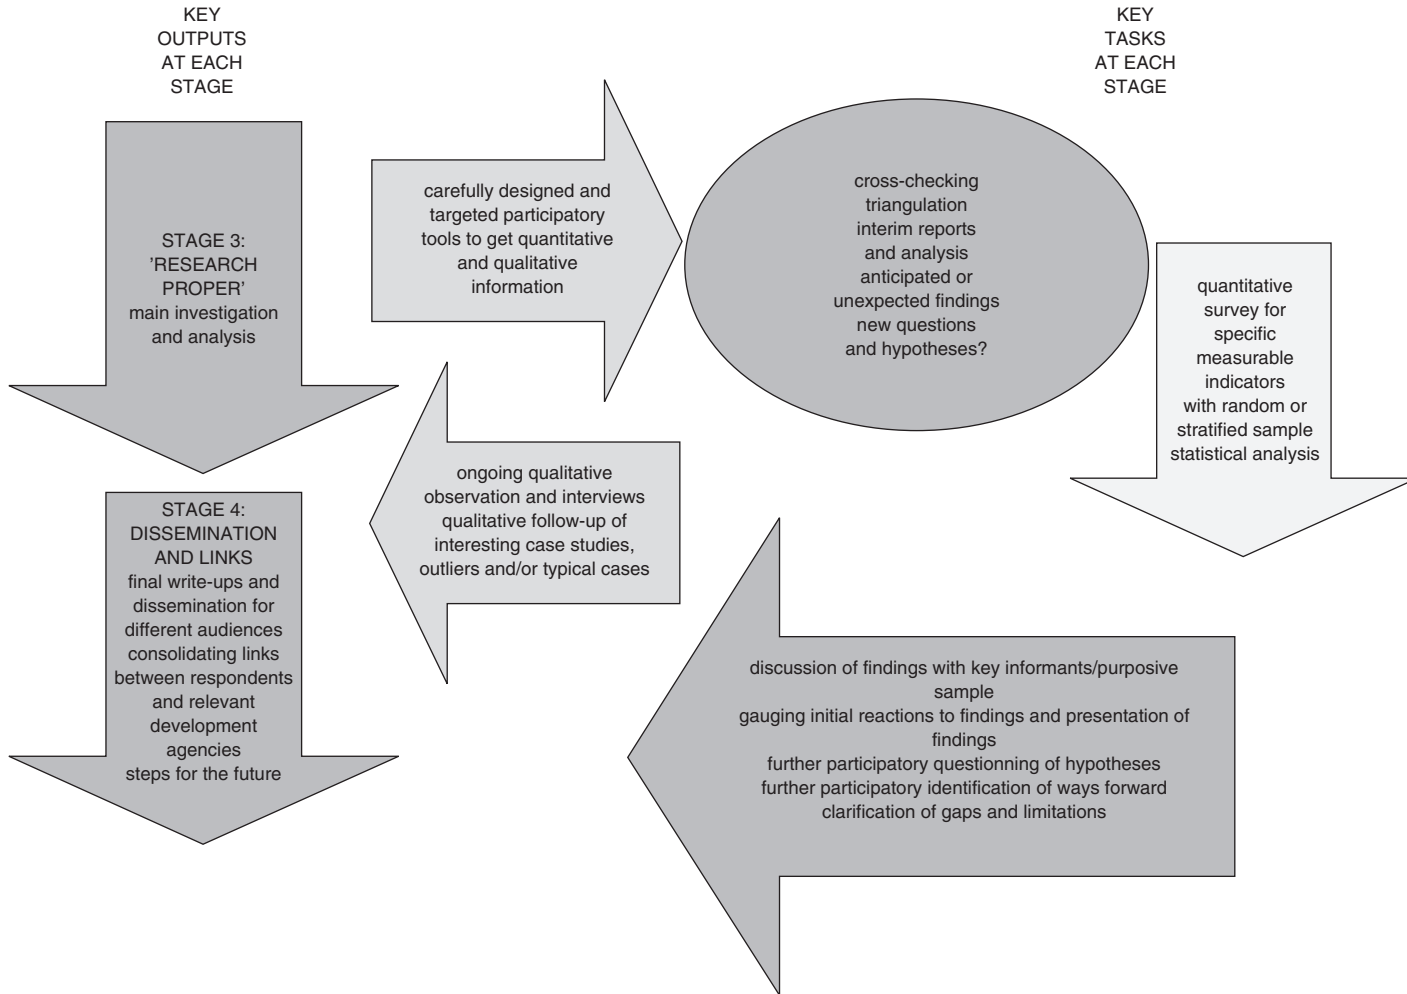 KEY
OUTPUTS
AT EACH
STAGE
KEY
TASKS
AT EACH
STAGE
STAGE 3:
’RESEARCH
PROPER’
main investigation
and analysis
carefully designed and
targeted participatory
tools to get quantitative
and qualitative
information
cross-checking
triangulation
interim reports
and analysis
anticipated or
unexpected findings
new questions
and hypotheses?
quantitative
survey for
specific
measurable
indicators
with random or
stratified sample
statistical analysis
ongoing qualitative
observation and interviews
qualitative follow-up of
interesting case studies,
outliers and/or typical cases
STAGE 4:
DISSEMINATION
AND LINKS
final write-ups and
dissemination for
different audiences
consolidating links
between respondents
and relevant
development
agencies
steps for the future
discussion of findings with key informants/purposive
sample
gauging initial reactions to findings and presentation of
findings
further participatory questionning of hypotheses
further participatory identification of ways forward
clarification of gaps and limitations